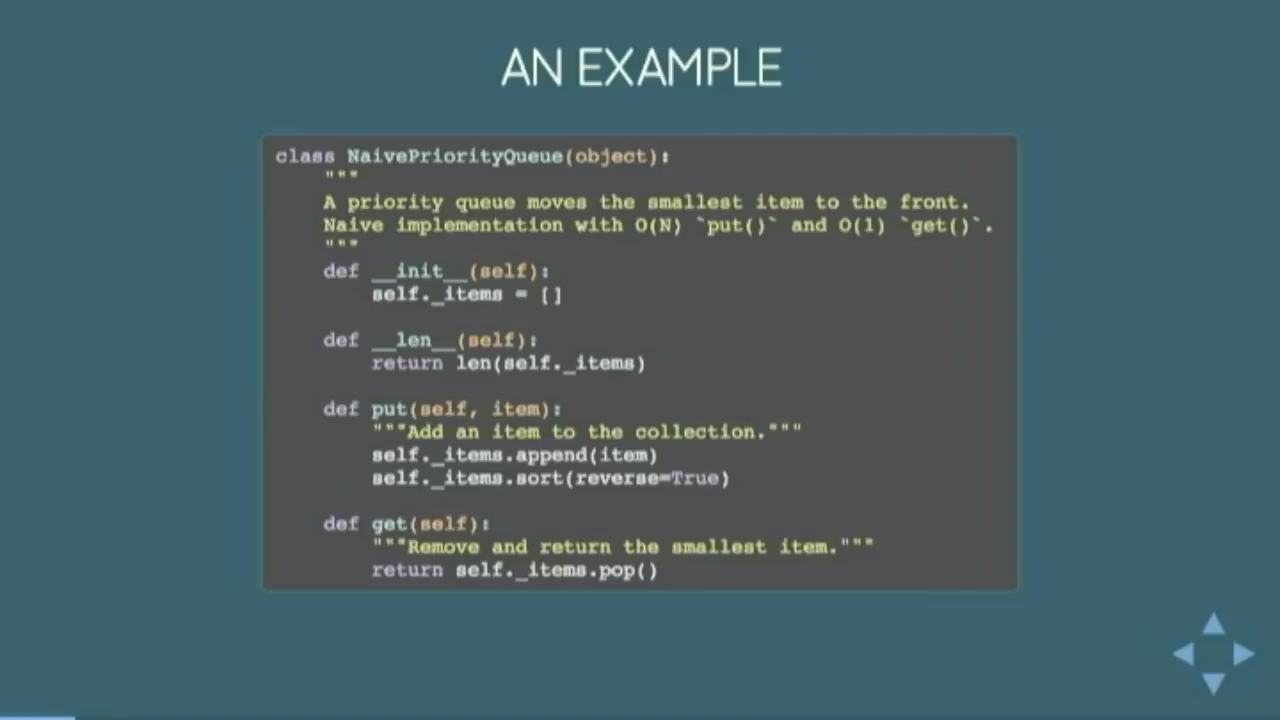 AN EXAMPLE
class NaivePriorityQueue(object):
    """
    A priority queue moves the smallest item to the front.
    Naive implementation with O(N) `put()` and O(1) `get()`.
    """
    def __init__(self):
        self._items = []

    def __len__(self):
        return len(self._items)

    def put(self, item):
        """Add an item to the collection."""
        self._items.append(item)
        self._items.sort(reverse=True)

    def get(self):
        """Remove and return the smallest item."""
        return self._items.pop()